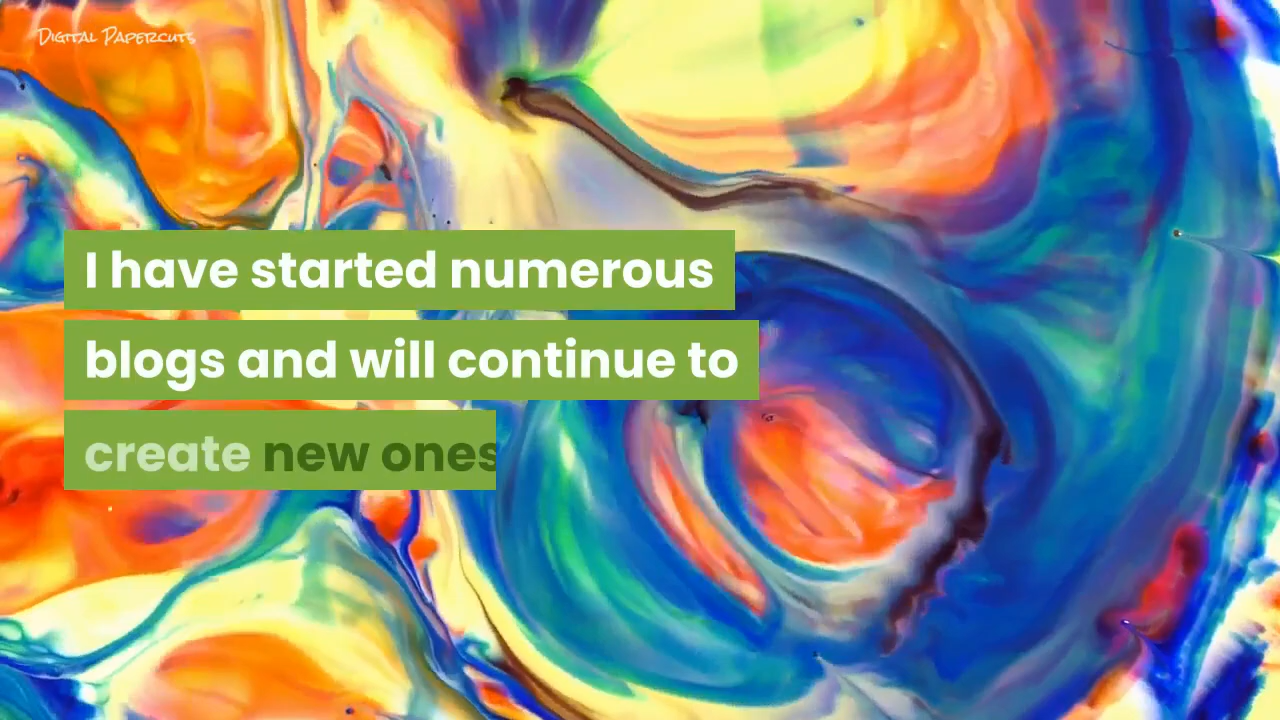 Digital Papercuts
I have started numerous
blogs and will continue to
create new ones